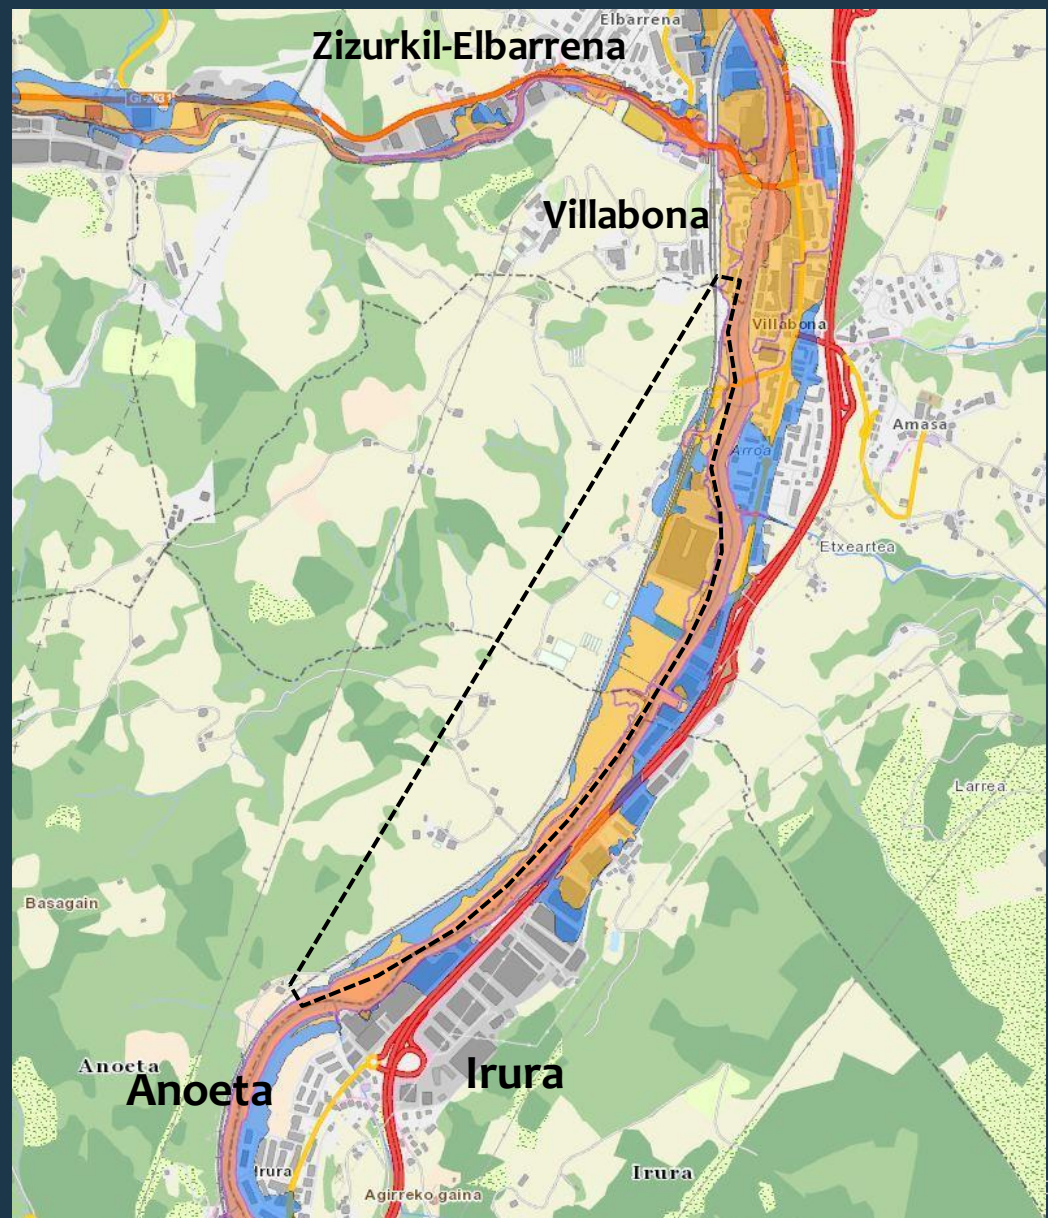 Elbarrena
Zizurkil-Elbarrena
GI-2631
Villabona
Villabona
Amasa
Arroa
Etxeartea
Larrea
Basagain
Anoeta
Anoeta
Irura
Irura
Irura
Agirreko gaina